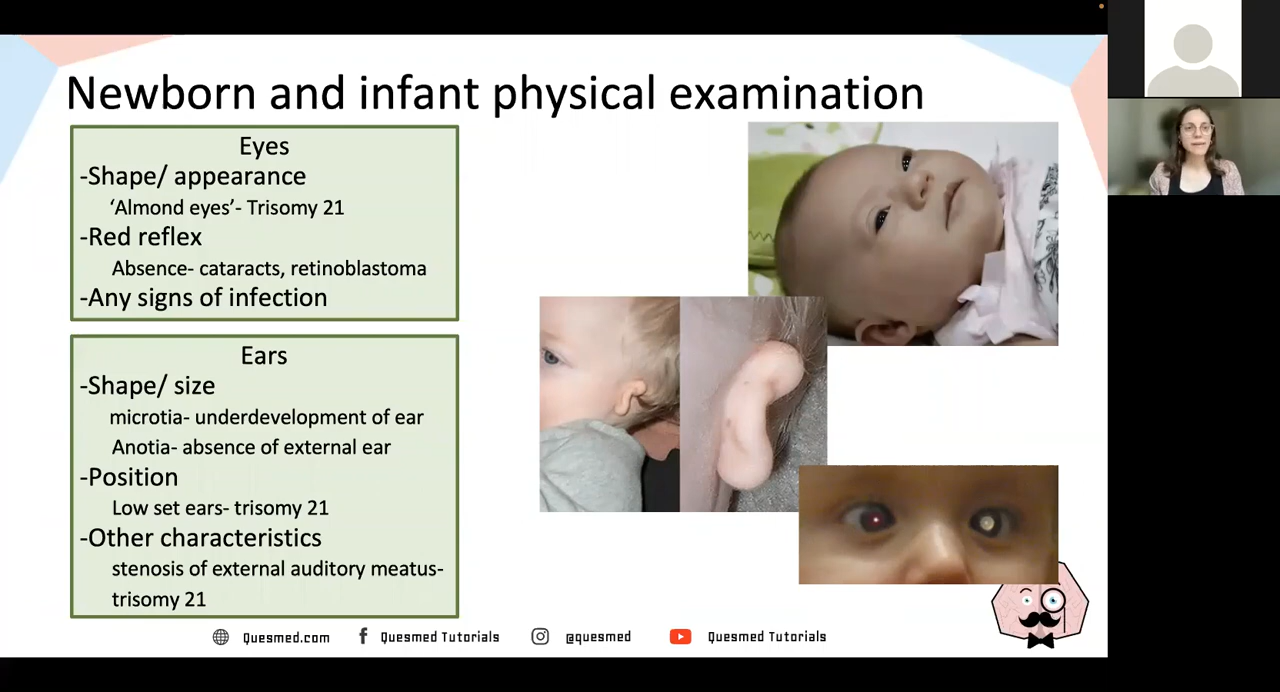 Newborn and infant physical examination
Eyes
-Shape/ appearance
'Almond eyes'- Trisomy 21
-Red reflex
Absence- cataracts, retinoblastoma
-Any signs of infection
Ears
-Shape/ size
microtia- underdevelopment of ear
Anotia- absence of external ear
-Position
Low set ears- trisomy 21
-Other characteristics
stenosis of external auditory meatus-
trisomy 21
Quesmed.com
Quesmed Tutorials
@quesmed
Quesmed Tutorials